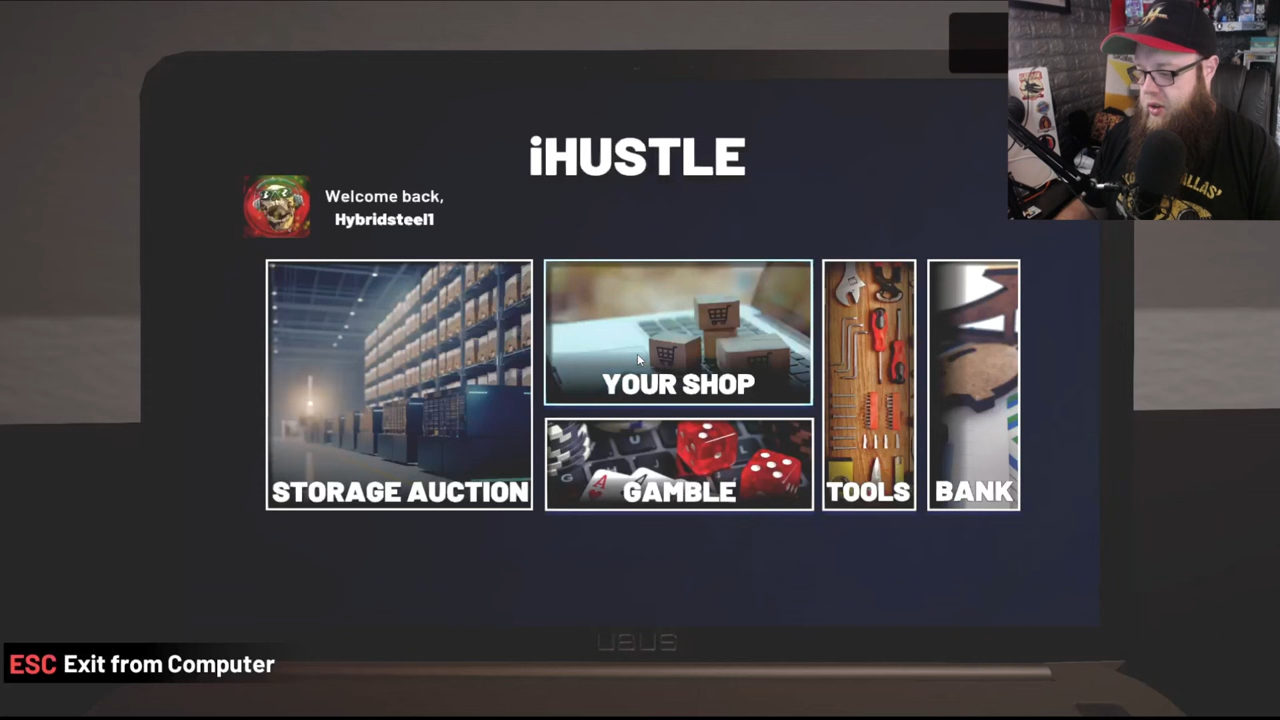 iHUSTLE
Welcome back,
Hybridsteel1
YOUR SHOP
STORAGE AUCTION
GAMBLE
TOOLS
BANK
ESC Exit from Computer